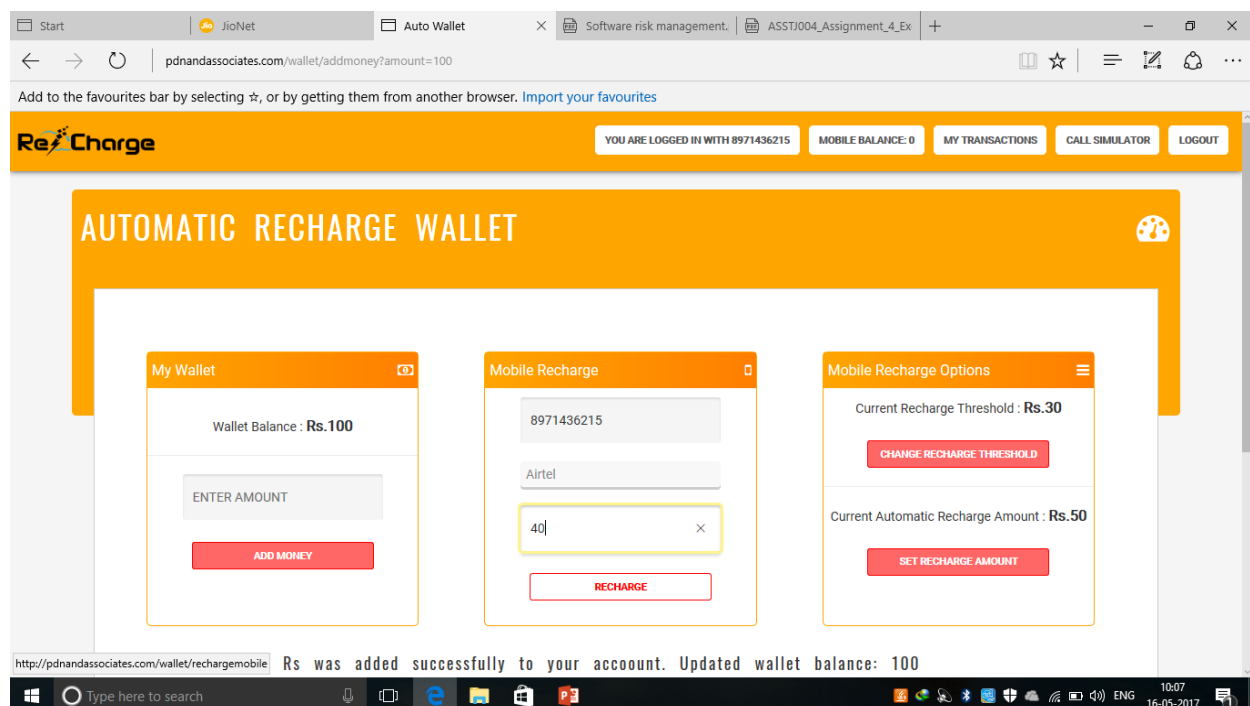 Start
JioNet
Auto Wallet
Software risk management.
ASSTJ004_Assignment_4_Ex
pdnandassociates.com/wallet/addmoney?amount=100
Add to the favourites bar by selecting ☆, or by getting them from another browser. Import your favourites
Re Charge
YOU ARE LOGGED IN WITH 8971436215
MOBILE BALANCE: 0
MY TRANSACTIONS
CALL SIMULATOR
LOGOUT
AUTOMATIC RECHARGE WALLET
My Wallet
Wallet Balance : Rs.100
ENTER AMOUNT
ADD MONEY
Mobile Recharge
8971436215
Airtel
40
RECHARGE
Mobile Recharge Options
Current Recharge Threshold : Rs.30
CHANGE RECHARGE THRESHOLD
Current Automatic Recharge Amount : Rs.50
SET RECHARGE AMOUNT
http://pdnandassociates.com/wallet/rechargemobile
Rs was added successfully to your accoount. Updated wallet balance: 100
Type here to search
ENG
10:07
16-05-2017